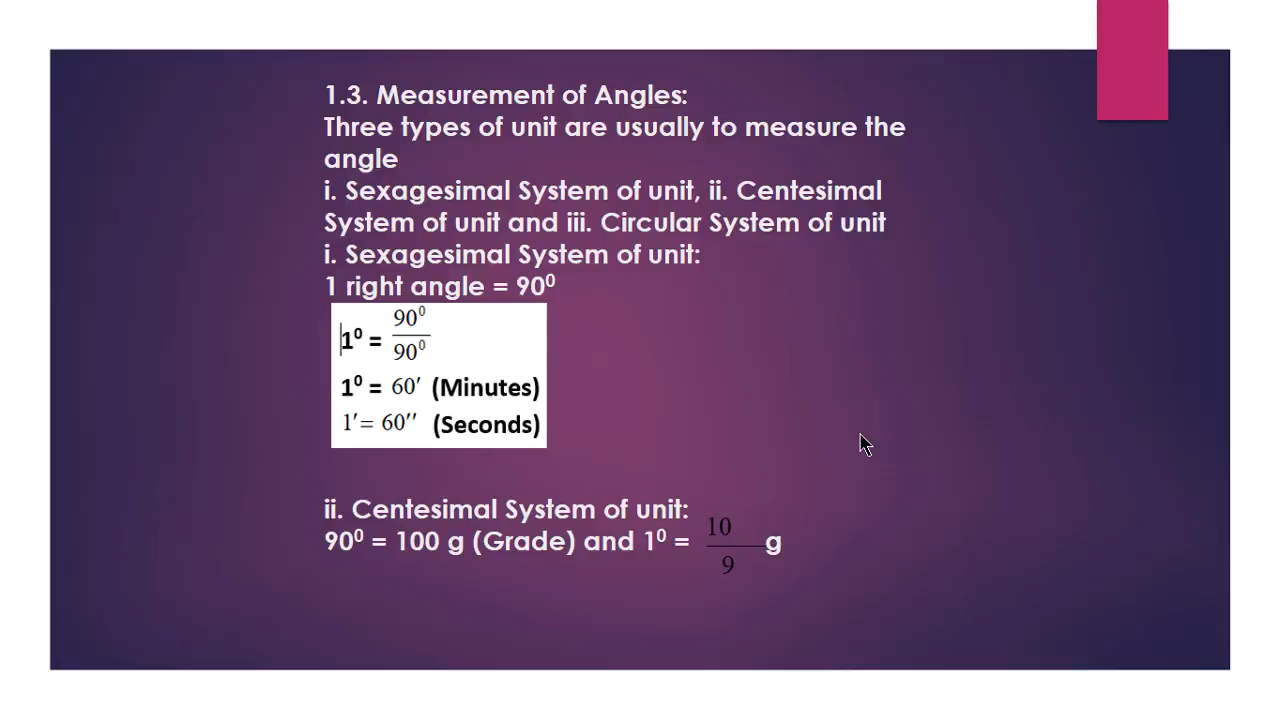 1.3. Measurement of Angles:
Three types of unit are usually to measure the
angle
i. Sexagesimal System of unit, ii. Centesimal
System of unit and iii. Circular System of unit
i. Sexagesimal System of unit:
1 right angle = 90⁰
1⁰ = 90⁰/90⁰
1⁰ = 60′ (Minutes)
1′= 60′′ (Seconds)
ii. Centesimal System of unit:
90⁰ = 100 g (Grade) and 1⁰ = 10/9 g